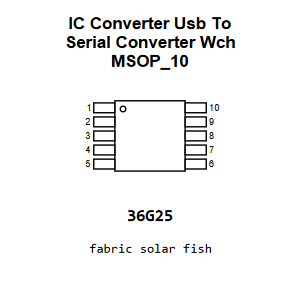 IC Converter Usb To
Serial Converter Wch
MSOP_10
1 10
2 9
3 8
4 7
5 6
36G25
fabric solar fish